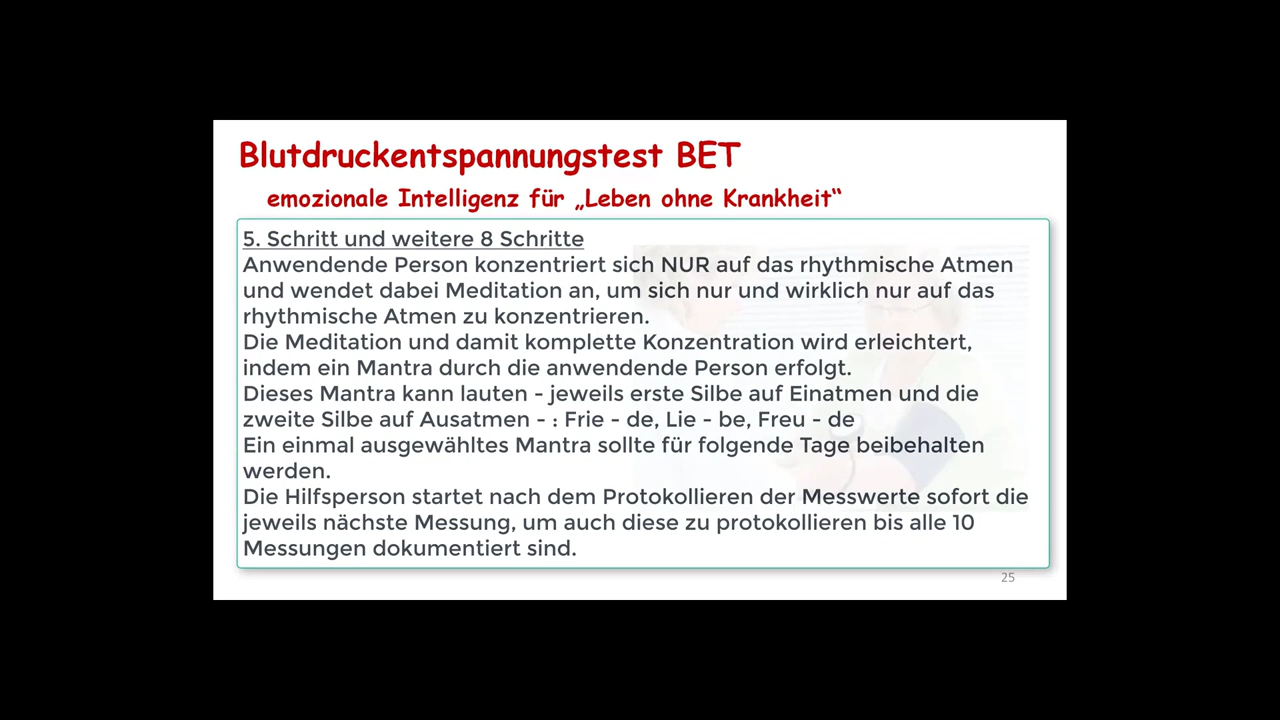 Blutdruckentspannungstest BET
emozionale Intelligenz für „Leben ohne Krankheit“
5. Schritt und weitere 8 Schritte
Anwendende Person konzentriert sich NUR auf das rhythmische Atmen
und wendet dabei Meditation an, um sich nur und wirklich nur auf das
rhythmische Atmen zu konzentrieren.
Die Meditation und damit komplette Konzentration wird erleichtert,
indem ein Mantra durch die anwendende Person erfolgt.
Dieses Mantra kann lauten - jeweils erste Silbe auf Einatmen und die
zweite Silbe auf Ausatmen - : Frie - de, Lie - be, Freu - de
Ein einmal ausgewähltes Mantra sollte für folgende Tage beibehalten
werden.
Die Hilfsperson startet nach dem Protokollieren der Messwerte sofort die
jeweils nächste Messung, um auch diese zu protokollieren bis alle 10
Messungen dokumentiert sind.
25